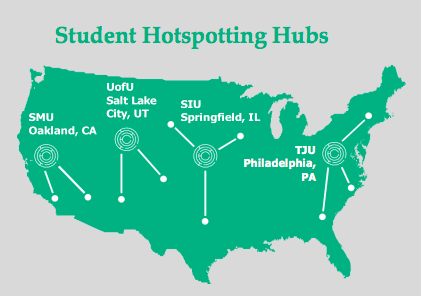 Student Hotspotting Hubs
SMU
Oakland, CA
UofU
Salt Lake
City, UT
SIU
Springfield, IL
TJU
Philadelphia,
PA